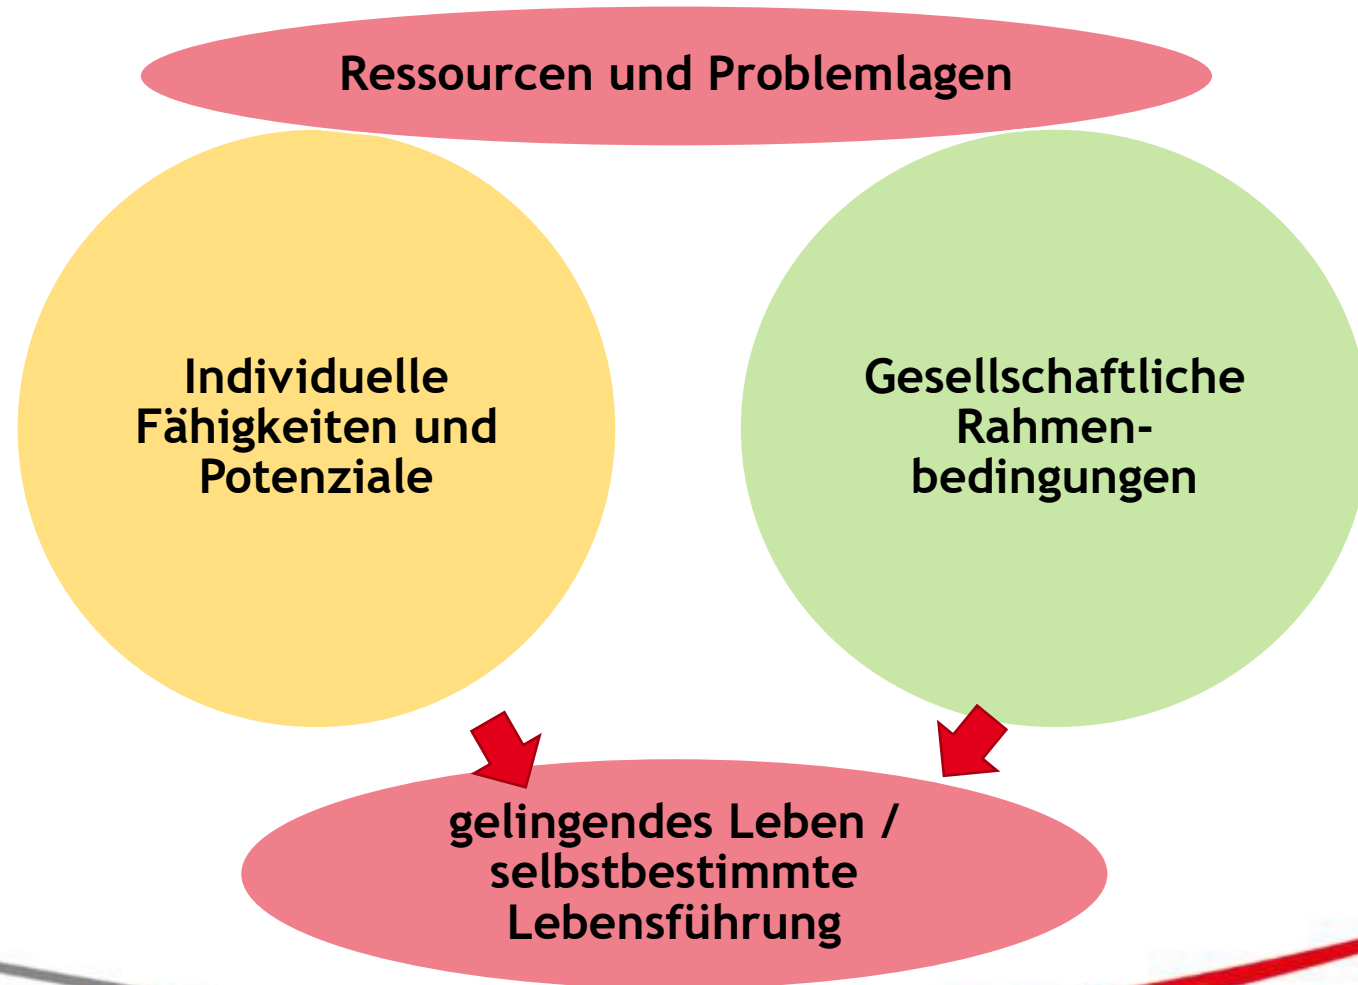 Ressourcen und Problemlagen
Individuelle
Fähigkeiten und
Potenziale
Gesellschaftliche
Rahmen-
bedingungen
gelingendes Leben /
selbstbestimmte
Lebensführung